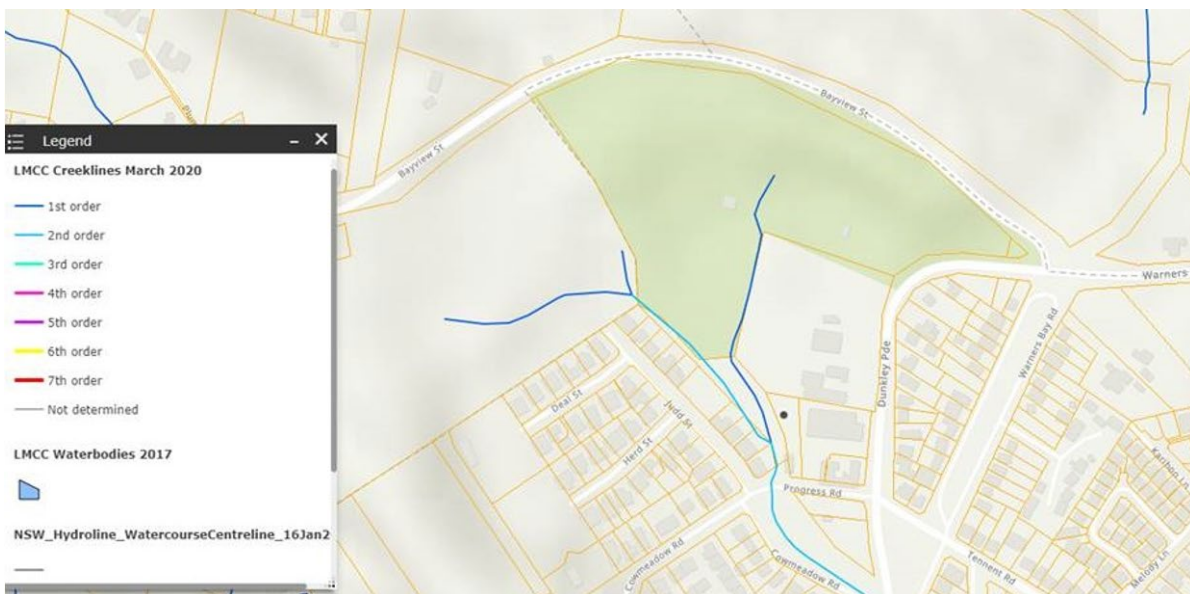 Legend
LMCC Creeklines March 2020
1st order
2nd order
3rd order
4th order
5th order
6th order
7th order
Not determined
LMCC Waterbodies 2017
NSW_Hydroline_WatercourseCentreline_16Jan2
Bayview St
Bayview St
Warners
Warners Bay Rd
Dunkley Pde
Deal St
Judd St
Herd St
Progress Rd
Cowmeadow Rd
Cowmeadow Rd
Tennent Rd
Melody Ln